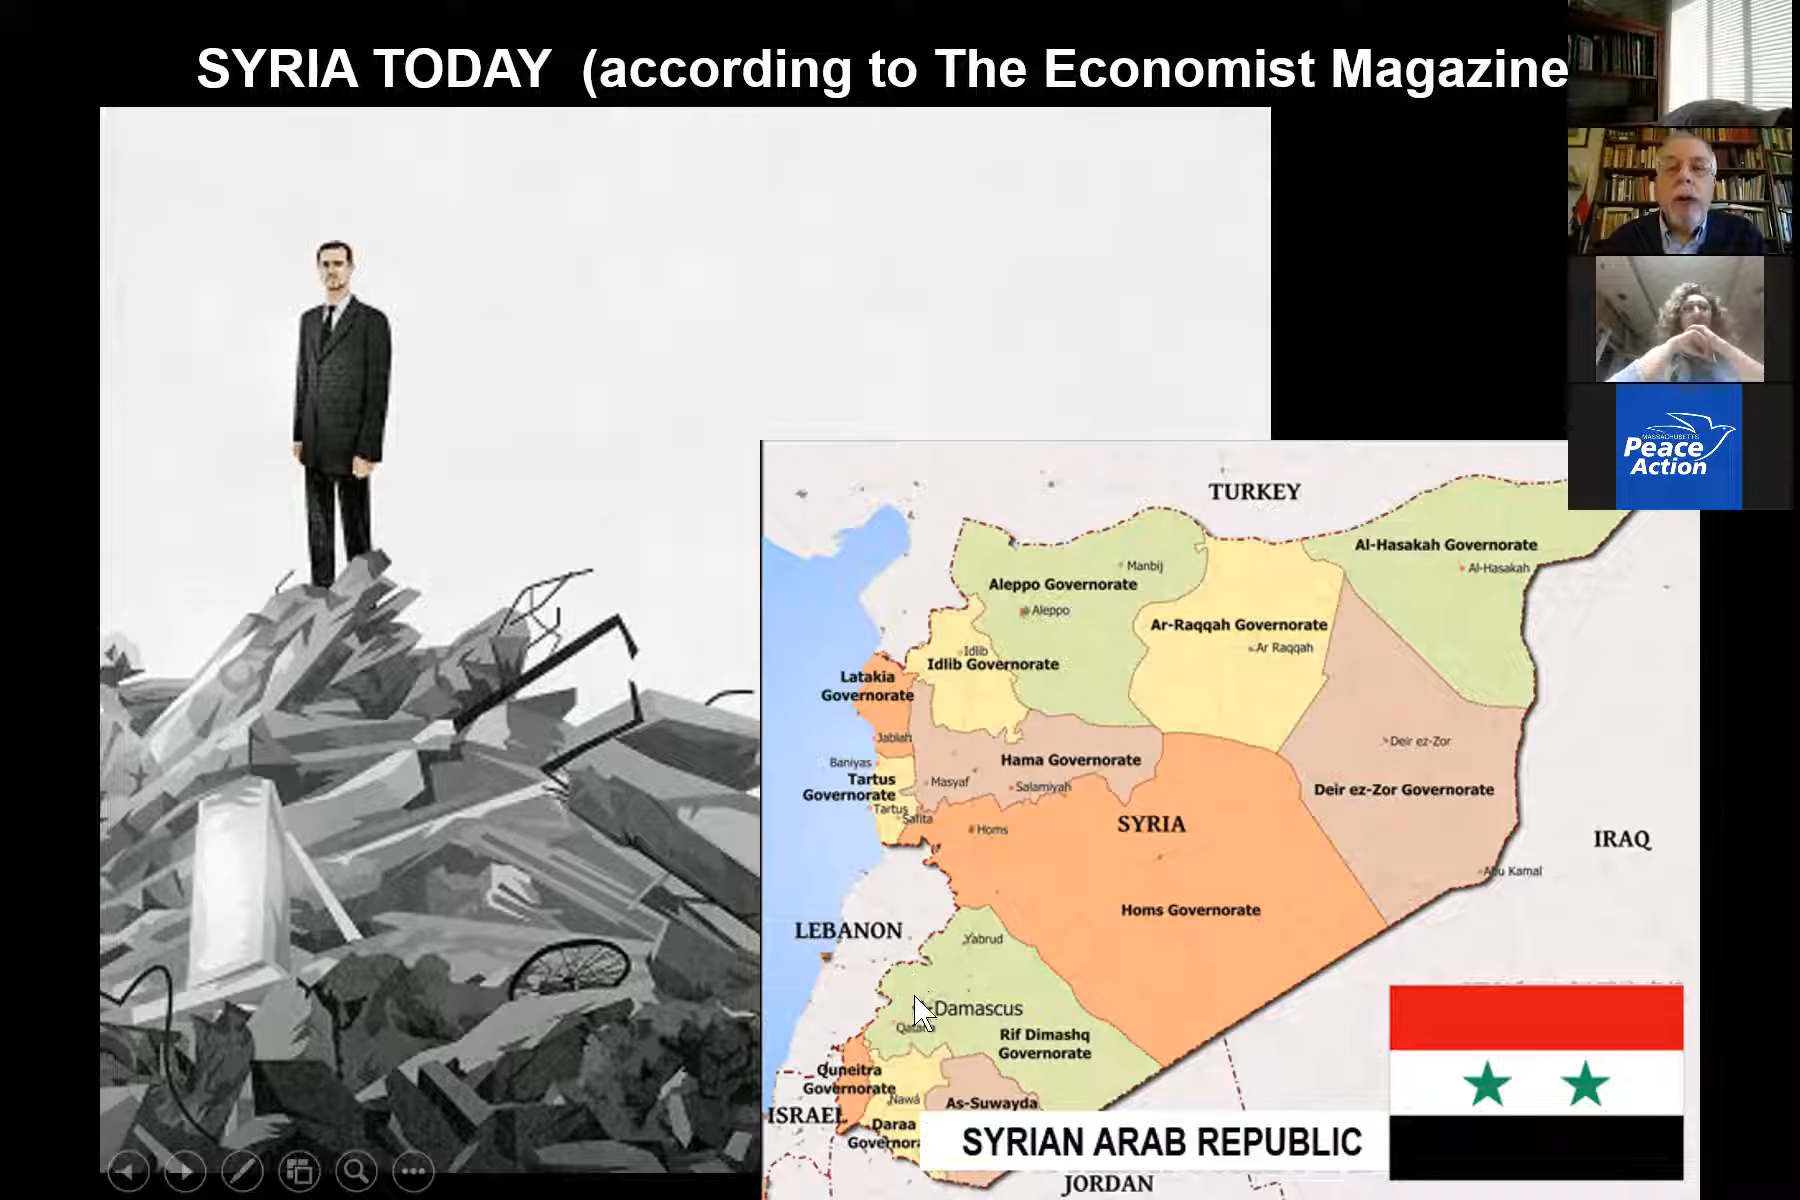 SYRIA TODAY (according to The Economist Magazine
MASSACHUSETTS
Peace
Action
TURKEY
Al-Hasakah Governorate
Al-Hasakah
Manbij
Aleppo Governorate
Aleppo
Ar-Raqqah Governorate
Ar Raqqah
Idlib
Idlib Governorate
Latakia
Governorate
Jablah
Deir ez-Zor
Hama Governorate
Baniyas
Tartus
Governorate
Masyaf
Salamiyah
Deir ez-Zor Governorate
Tartus
Safita
Homs
SYRIA
IRAQ
Abu Kamal
Homs Governorate
LEBANON
Yabrud
Damascus
Rif Dimashq
Governorate
Quneitra
Governorate
Nawá
As-Suwayda
ISRAEL
Daraa
Governor
SYRIAN ARAB REPUBLIC
JORDAN